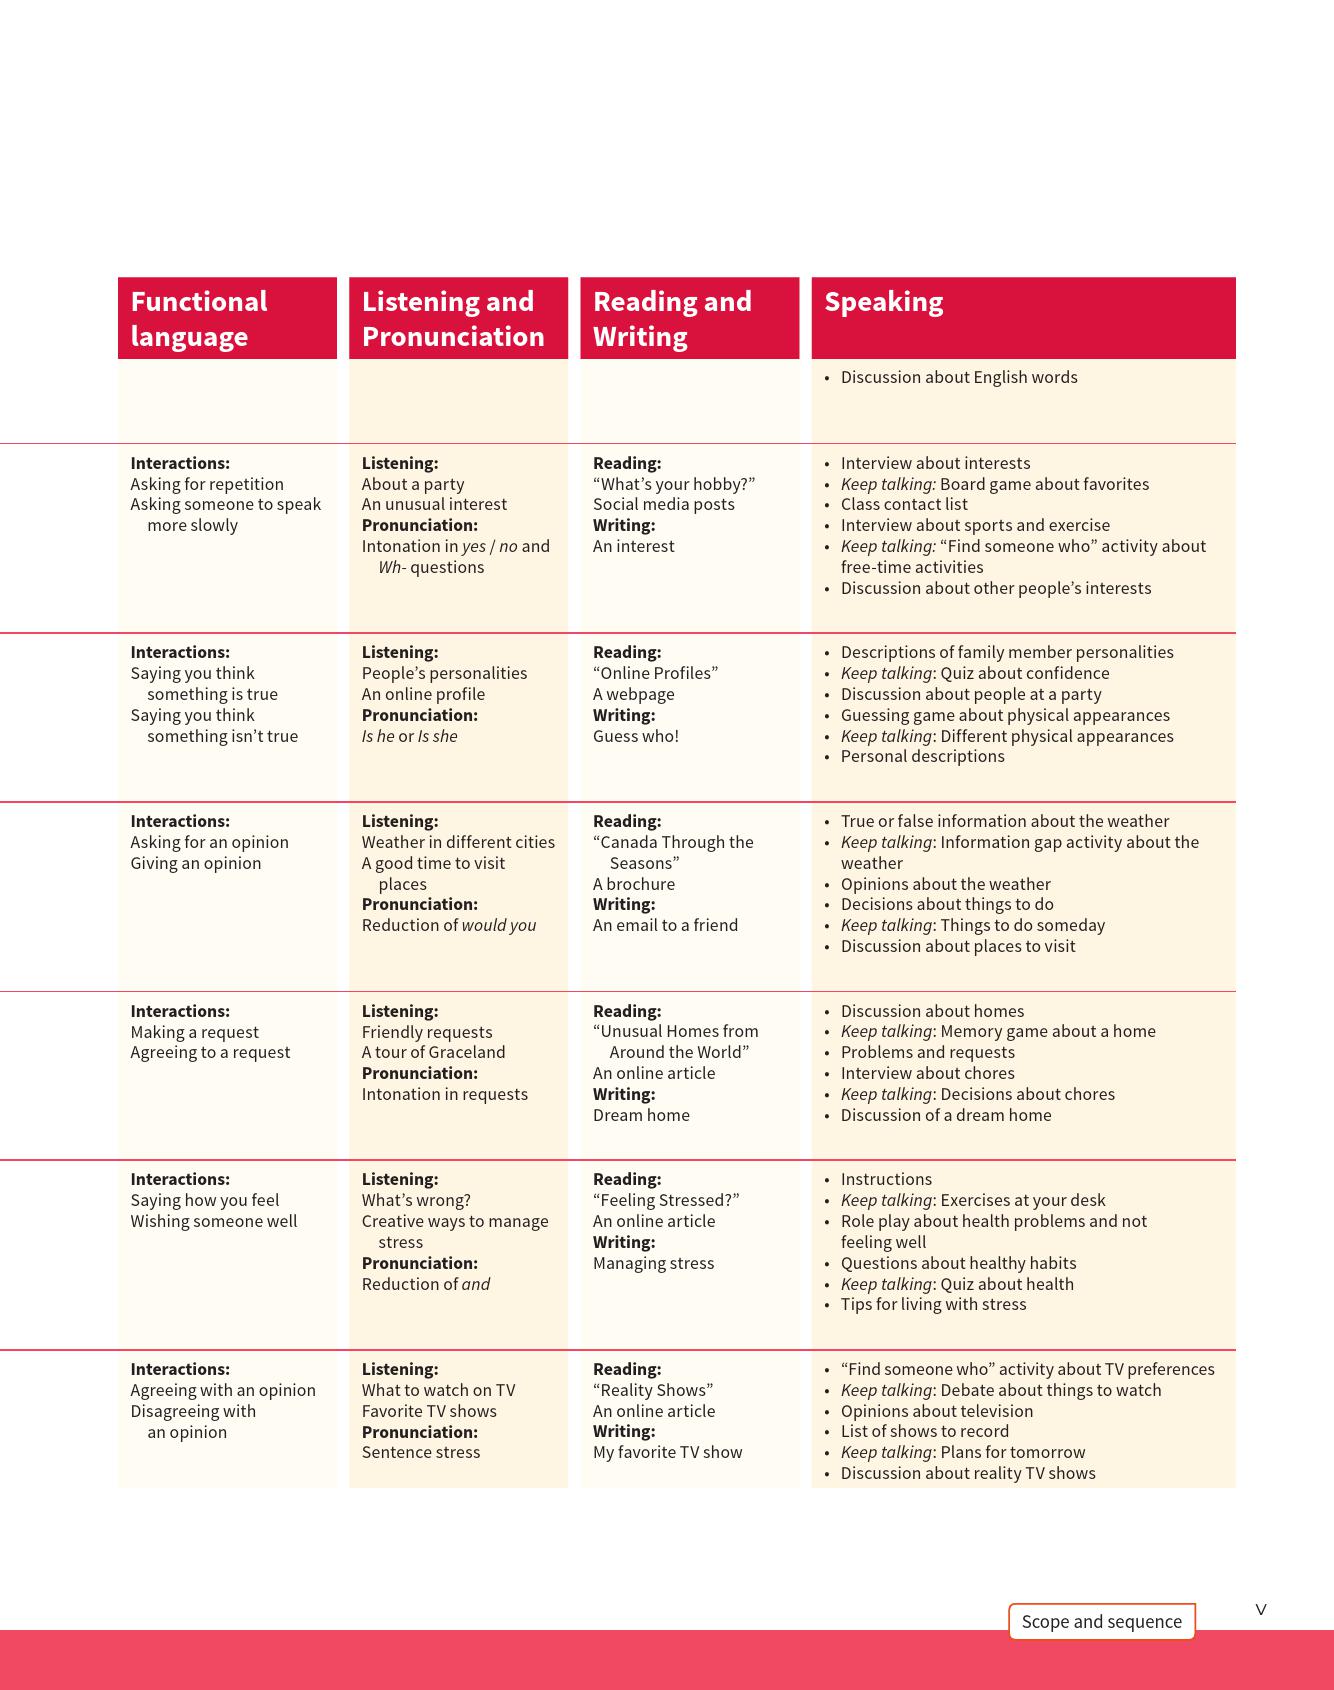 Functional
language
Listening and
Pronunciation
Reading and
Writing
Speaking
• Discussion about English words
Interactions:
Asking for repetition
Asking someone to speak
more slowly
Listening:
About a party
An unusual interest
Pronunciation:
Intonation in yes / no and
Wh- questions
Reading:
“What’s your hobby?”
Social media posts
Writing:
An interest
• Interview about interests
• Keep talking: Board game about favorites
• Class contact list
• Interview about sports and exercise
• Keep talking: “Find someone who” activity about
free-time activities
• Discussion about other people’s interests
Interactions:
Saying you think
something is true
Saying you think
something isn’t true
Listening:
People’s personalities
An online profile
Pronunciation:
Is he or Is she
Reading:
“Online Profiles”
A webpage
Writing:
Guess who!
• Descriptions of family member personalities
• Keep talking: Quiz about confidence
• Discussion about people at a party
• Guessing game about physical appearances
• Keep talking: Different physical appearances
• Personal descriptions
Interactions:
Asking for an opinion
Giving an opinion
Listening:
Weather in different cities
A good time to visit
places
Pronunciation:
Reduction of would you
Reading:
“Canada Through the
Seasons”
A brochure
Writing:
An email to a friend
• True or false information about the weather
• Keep talking: Information gap activity about the
weather
• Opinions about the weather
• Decisions about things to do
• Keep talking: Things to do someday
• Discussion about places to visit
Interactions:
Making a request
Agreeing to a request
Listening:
Friendly requests
A tour of Graceland
Pronunciation:
Intonation in requests
Reading:
“Unusual Homes from
Around the World”
An online article
Writing:
Dream home
• Discussion about homes
• Keep talking: Memory game about a home
• Problems and requests
• Interview about chores
• Keep talking: Decisions about chores
• Discussion of a dream home
Interactions:
Saying how you feel
Wishing someone well
Listening:
What’s wrong?
Creative ways to manage
stress
Pronunciation:
Reduction of and
Reading:
“Feeling Stressed?”
An online article
Writing:
Managing stress
• Instructions
• Keep talking: Exercises at your desk
• Role play about health problems and not
feeling well
• Questions about healthy habits
• Keep talking: Quiz about health
• Tips for living with stress
Interactions:
Agreeing with an opinion
Disagreeing with
an opinion
Listening:
What to watch on TV
Favorite TV shows
Pronunciation:
Sentence stress
Reading:
“Reality Shows”
An online article
Writing:
My favorite TV show
• “Find someone who” activity about TV preferences
• Keep talking: Debate about things to watch
• Opinions about television
• List of shows to record
• Keep talking: Plans for tomorrow
• Discussion about reality TV shows
Scope and sequence
V